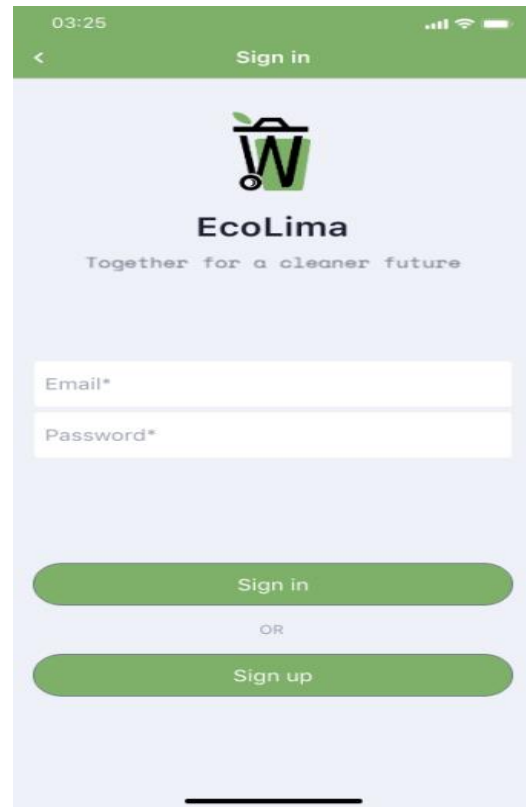 03:25
Sign in
W
EcoLima
Together for a cleaner future
Email*
Password*
Sign in
OR
Sign up